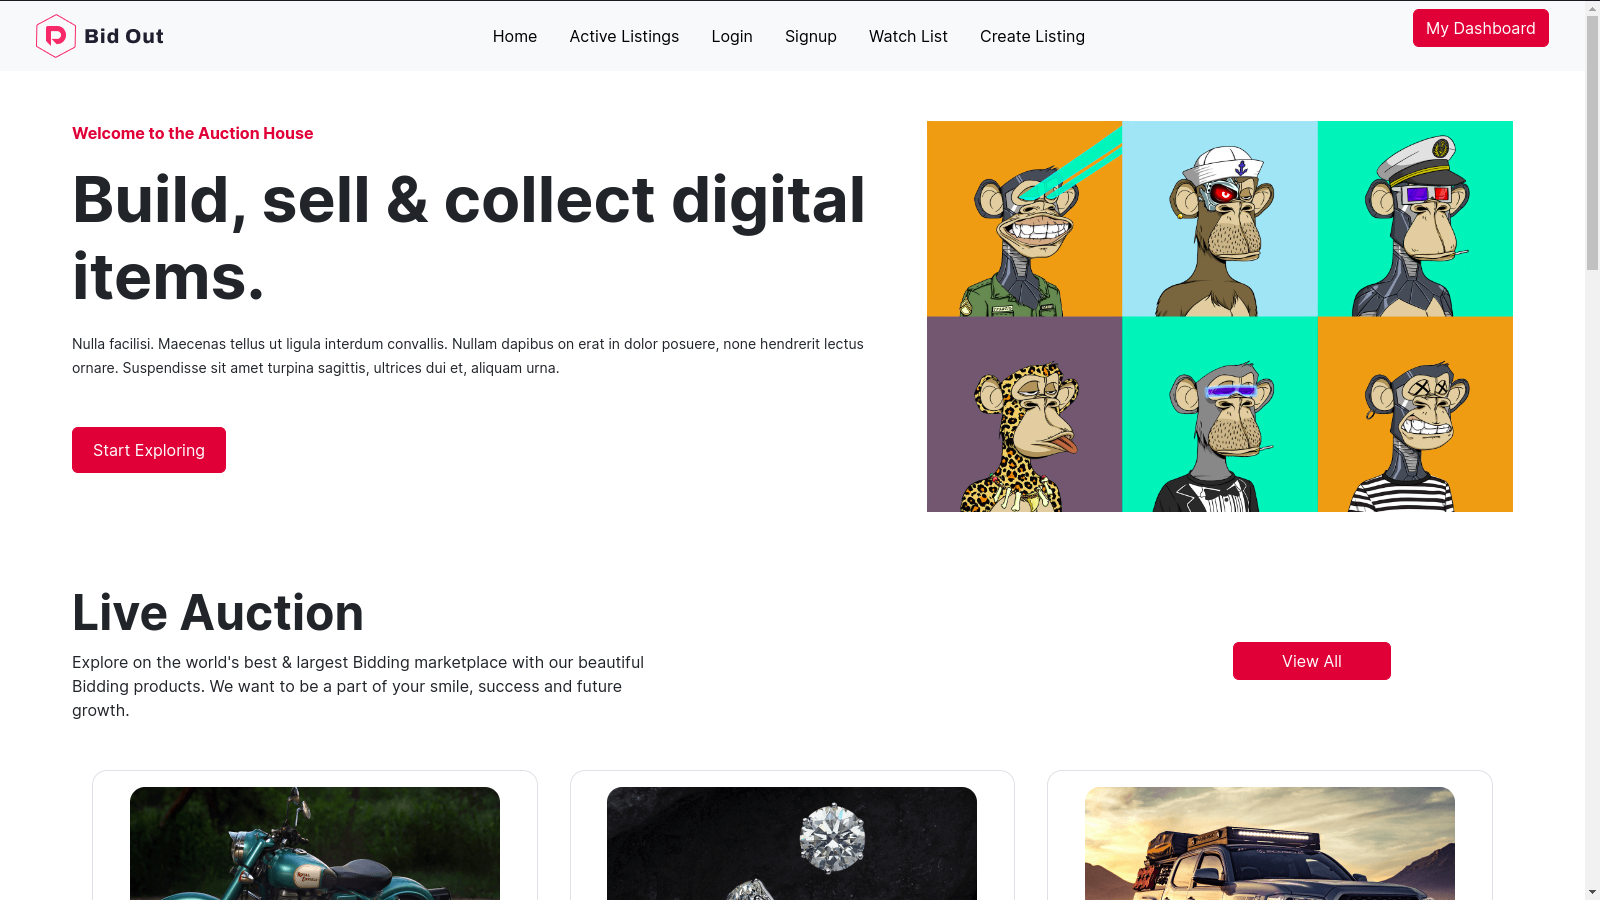 Bid Out
Home
Active Listings
Login
Signup
Watch List
Create Listing
My Dashboard
Welcome to the Auction House
Build, sell & collect digital
items.
Nulla facilisi. Maecenas tellus ut ligula interdum convallis. Nullam dapibus on erat in dolor posuere, none hendrerit lectus
ornare. Suspendisse sit amet turpina sagittis, ultrices dui et, aliquam urna.
Start Exploring
Live Auction
Explore on the world's best & largest Bidding marketplace with our beautiful
Bidding products. We want to be a part of your smile, success and future
growth.
View All